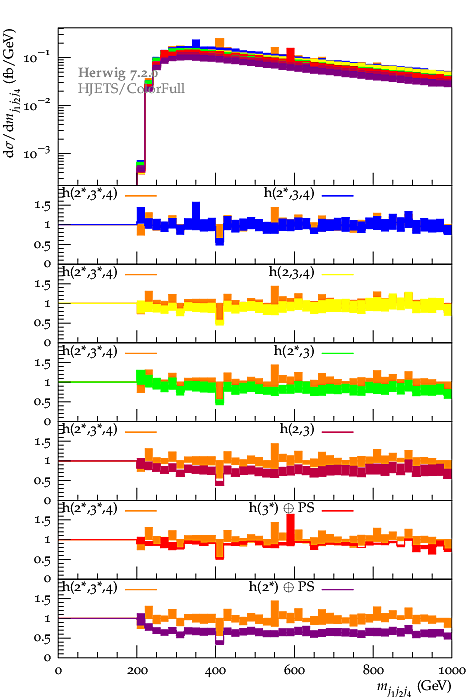 dσ/dm_{j1j2j4} (fb/GeV)
10⁻¹
10⁻²
10⁻³
Herwig 7.2.0
HJETS/ColorFull
h(2*,3*,4) h(2*,3,4)
1.5
1
0.5
0
h(2*,3*,4) h(2,3,4)
1.5
1
0.5
0
h(2*,3*,4) h(2*,3)
1.5
1
0.5
0
h(2*,3*,4) h(2,3)
1.5
1
0.5
0
h(2*,3*,4) h(3*) ⊕ PS
1.5
1
0.5
0
h(2*,3*,4) h(2*) ⊕ PS
1.5
1
0.5
0
0 200 400 600 800 1000
m_{j1j2j4} (GeV)